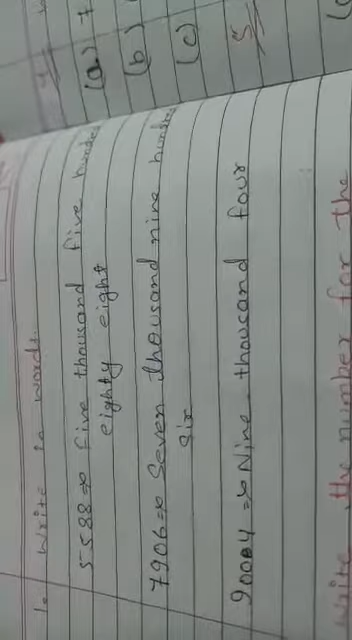 1. Write in words.
5588 => Five thousand five hundred
eighty eight
7906 => Seven thousand nine hundred
six
9004 => Nine thousand four
write the number for the
(a)
(b)
(c)